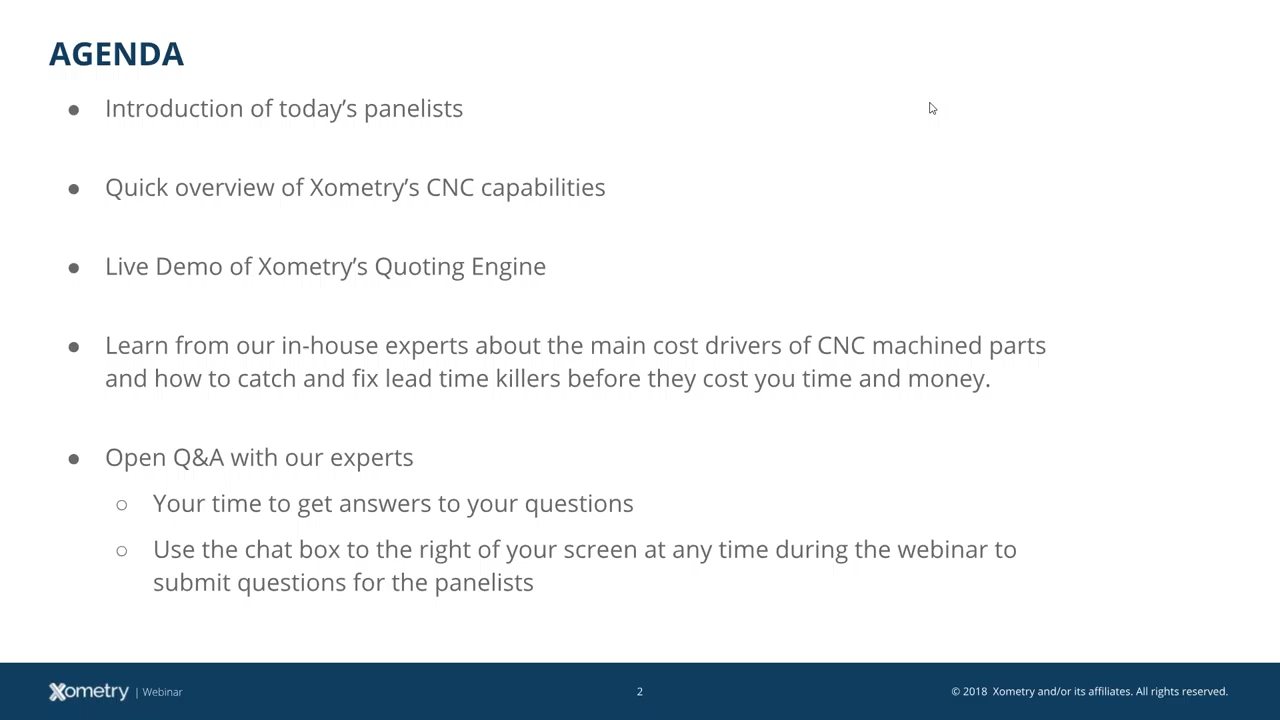 AGENDA
● Introduction of today’s panelists
● Quick overview of Xometry’s CNC capabilities
● Live Demo of Xometry’s Quoting Engine
● Learn from our in-house experts about the main cost drivers of CNC machined parts
and how to catch and fix lead time killers before they cost you time and money.
● Open Q&A with our experts
○ Your time to get answers to your questions
○ Use the chat box to the right of your screen at any time during the webinar to
submit questions for the panelists
Xometry | Webinar
2
© 2018 Xometry and/or its affiliates. All rights reserved.